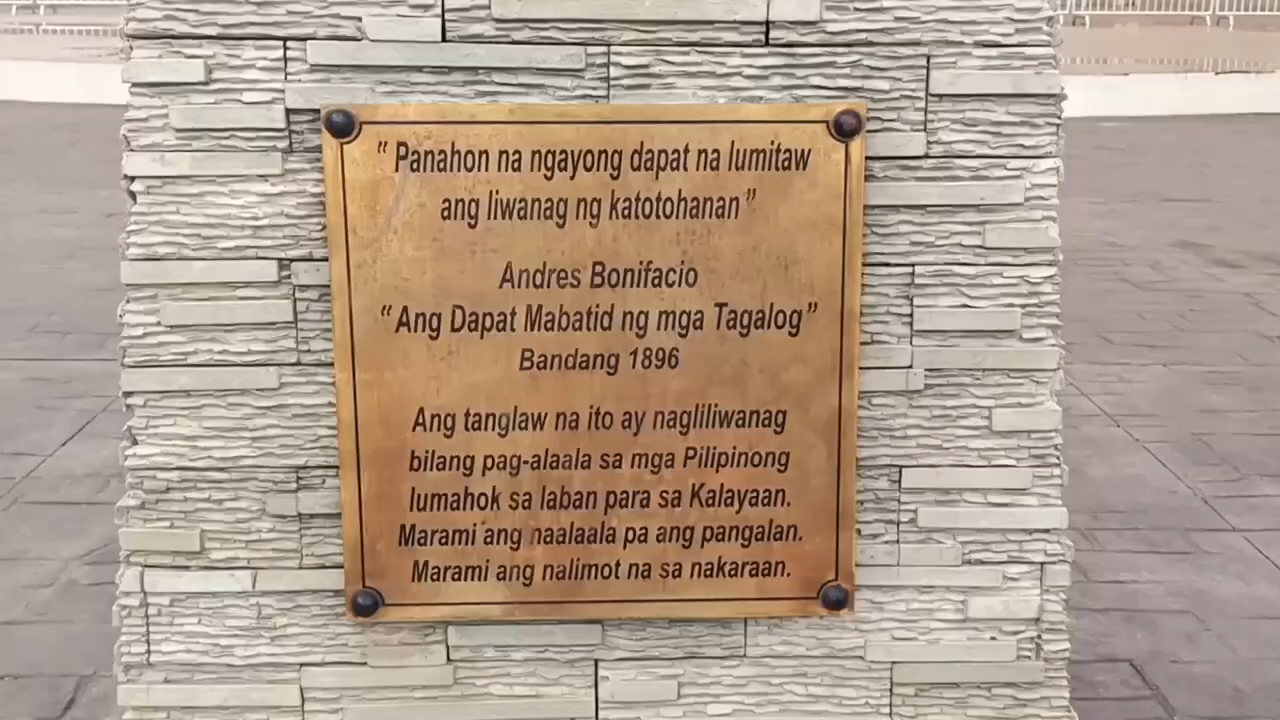 “ Panahon na ngayong dapat na lumitaw
ang liwanag ng katotohanan ”
Andres Bonifacio
“ Ang Dapat Mabatid ng mga Tagalog ”
Bandang 1896
Ang tanglaw na ito ay nagliliwanag
bilang pag-alaala sa mga Pilipinong
lumahok sa laban para sa Kalayaan.
Marami ang naalaala pa ang pangalan.
Marami ang nalimot na sa nakaraan.